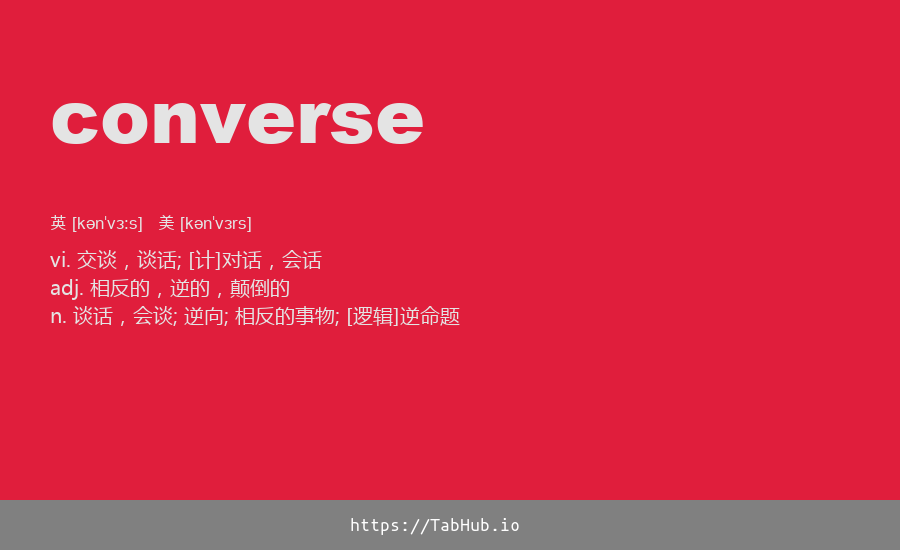 converse
英 [kən'vɜːs] 美 [kən'vɜrs]
vi. 交谈，谈话; [计]对话，会话
adj. 相反的，逆的，颠倒的
n. 谈话，会谈; 逆向; 相反的事物; [逻辑]逆命题
https://TabHub.io